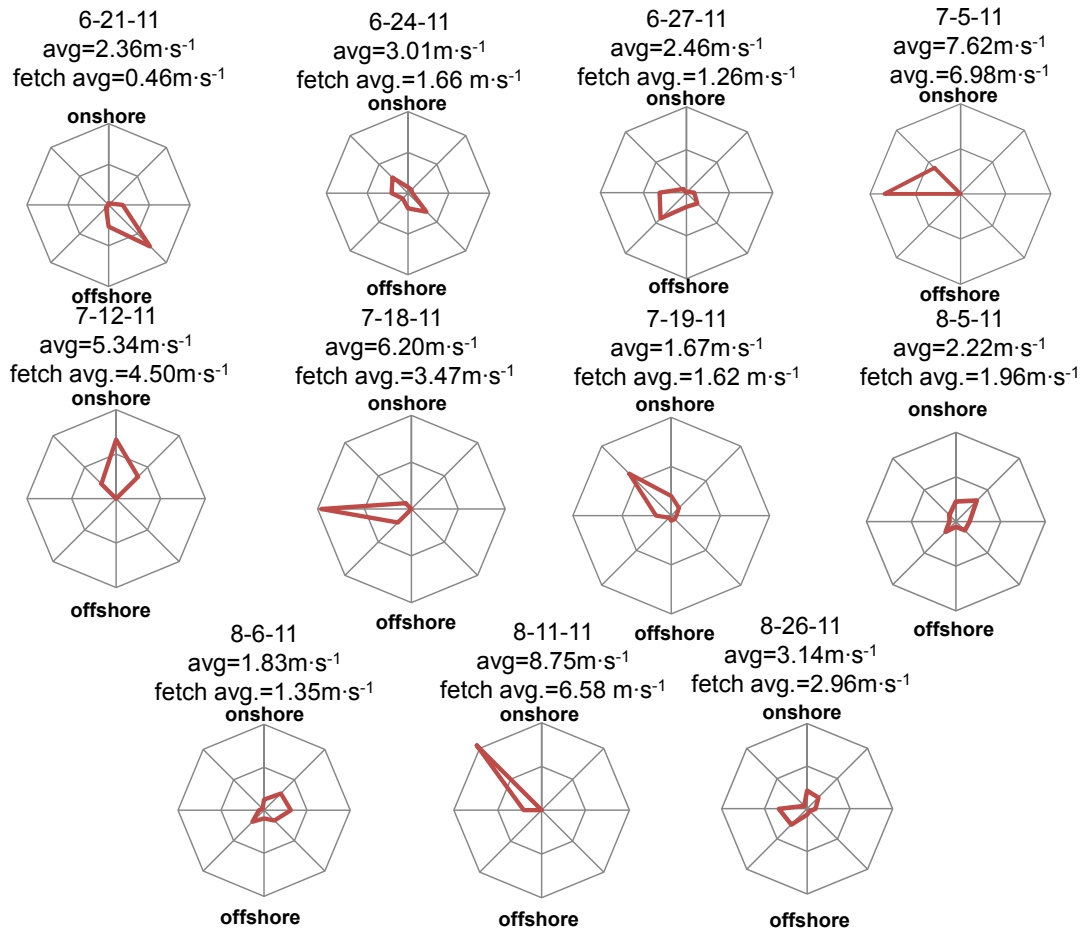 6-21-11
avg=2.36m·s⁻¹
fetch avg=0.46m·s⁻¹
onshore
offshore
6-24-11
avg=3.01m·s⁻¹
fetch avg.=1.66 m·s⁻¹
onshore
offshore
6-27-11
avg=2.46m·s⁻¹
fetch avg.=1.26m·s⁻¹
onshore
offshore
7-5-11
avg=7.62m·s⁻¹
avg.=6.98m·s⁻¹
onshore
offshore
7-12-11
avg=5.34m·s⁻¹
fetch avg.=4.50m·s⁻¹
onshore
offshore
7-18-11
avg=6.20m·s⁻¹
fetch avg.=3.47m·s⁻¹
onshore
offshore
7-19-11
avg=1.67m·s⁻¹
fetch avg.=1.62 m·s⁻¹
onshore
offshore
8-5-11
avg=2.22m·s⁻¹
fetch avg.=1.96m·s⁻¹
onshore
offshore
8-6-11
avg=1.83m·s⁻¹
fetch avg.=1.35m·s⁻¹
onshore
offshore
8-11-11
avg=8.75m·s⁻¹
fetch avg.=6.58 m·s⁻¹
onshore
offshore
8-26-11
avg=3.14m·s⁻¹
fetch avg.=2.96m·s⁻¹
onshore
offshore